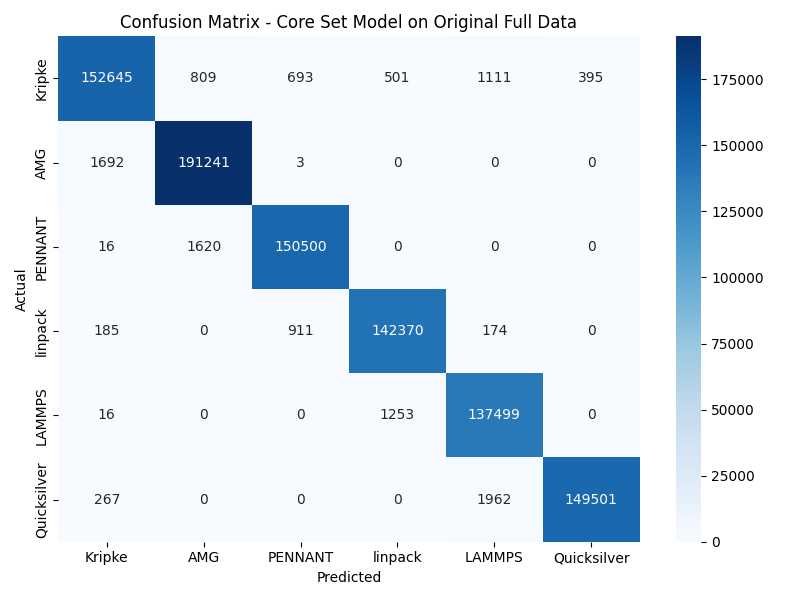 Confusion Matrix - Core Set Model on Original Full Data
Actual
Kripke 152645 809 693 501 1111 395
AMG 1692 191241 3 0 0 0
PENNANT 16 1620 150500 0 0 0
linpack 185 0 911 142370 174 0
LAMMPS 16 0 0 1253 137499 0
Quicksilver 267 0 0 0 1962 149501
Kripke AMG PENNANT linpack LAMMPS Quicksilver
Predicted
175000
150000
125000
100000
75000
50000
25000
0